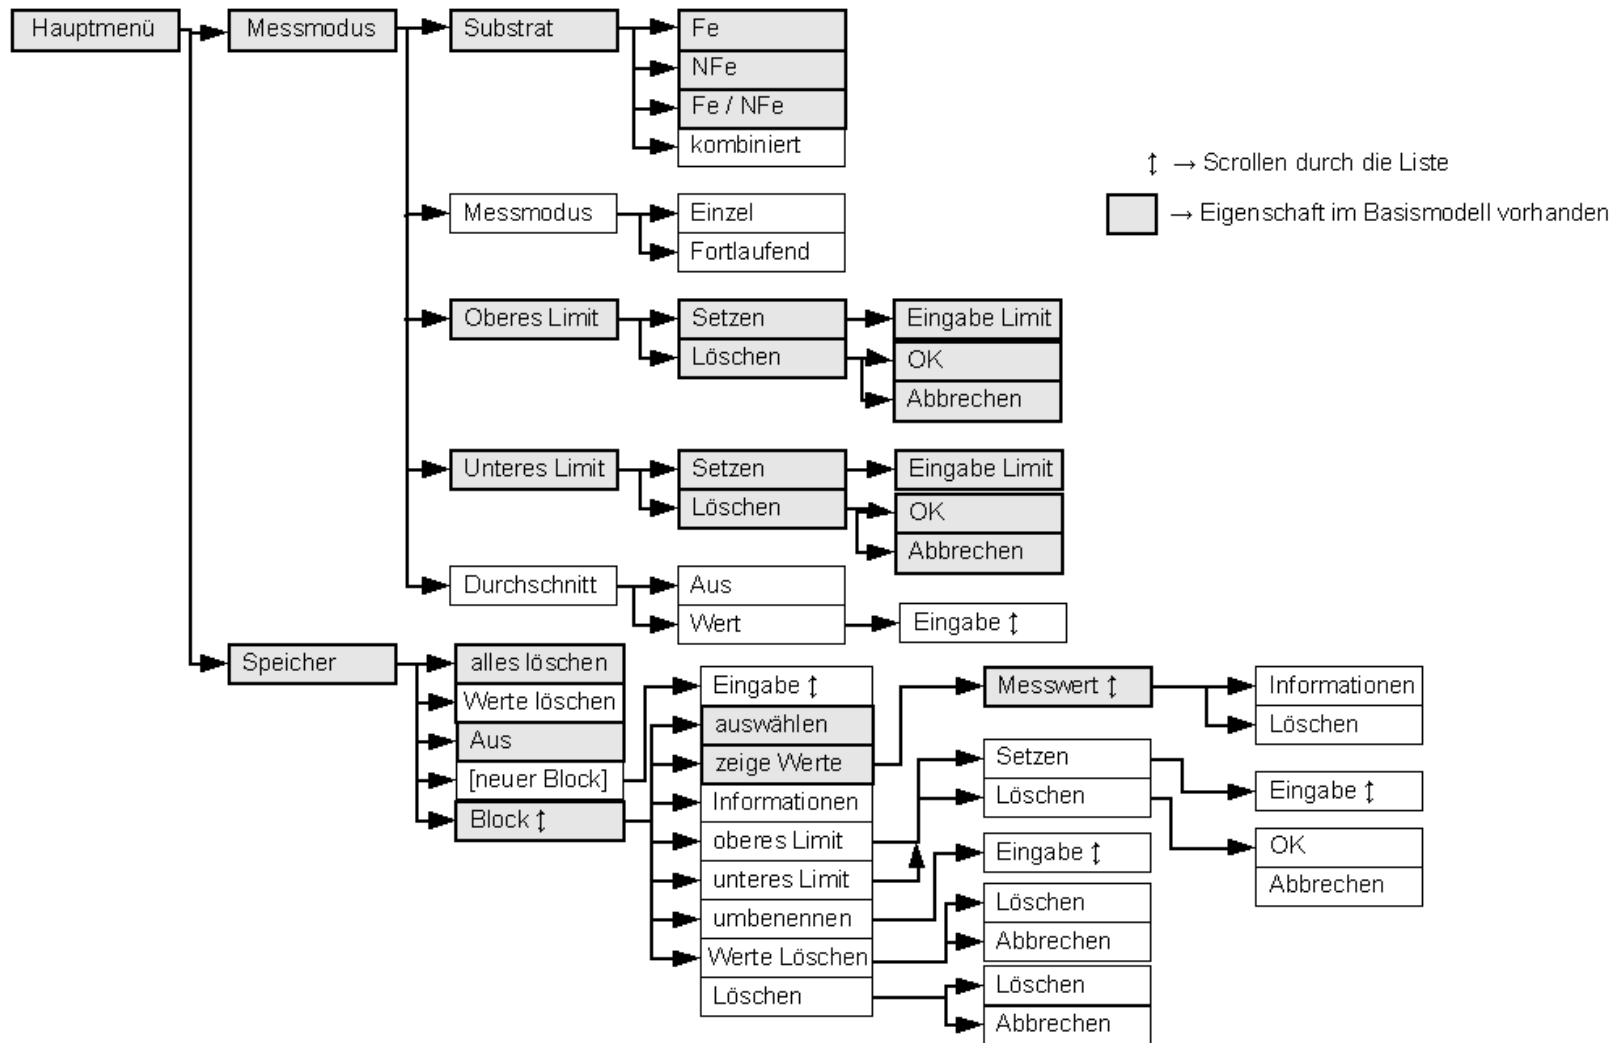 Hauptmenü
Messmodus
Substrat
Fe
NFe
Fe / NFe
kombiniert
↕ → Scrollen durch die Liste
→ Eigenschaft im Basismodell vorhanden
Messmodus
Einzel
Fortlaufend
Oberes Limit
Setzen
Eingabe Limit
Löschen
OK
Abbrechen
Unteres Limit
Setzen
Eingabe Limit
Löschen
OK
Abbrechen
Durchschnitt
Aus
Wert
Eingabe ↕
Speicher
alles löschen
Werte löschen
Aus
[neuer Block]
Block ↕
Eingabe ↕
auswählen
zeige Werte
Informationen
oberes Limit
unteres Limit
umbenennen
Werte Löschen
Löschen
Messwert ↕
Informationen
Löschen
Setzen
Löschen
Eingabe ↕
OK
Abbrechen
Eingabe ↕
Löschen
Abbrechen
Löschen
Abbrechen